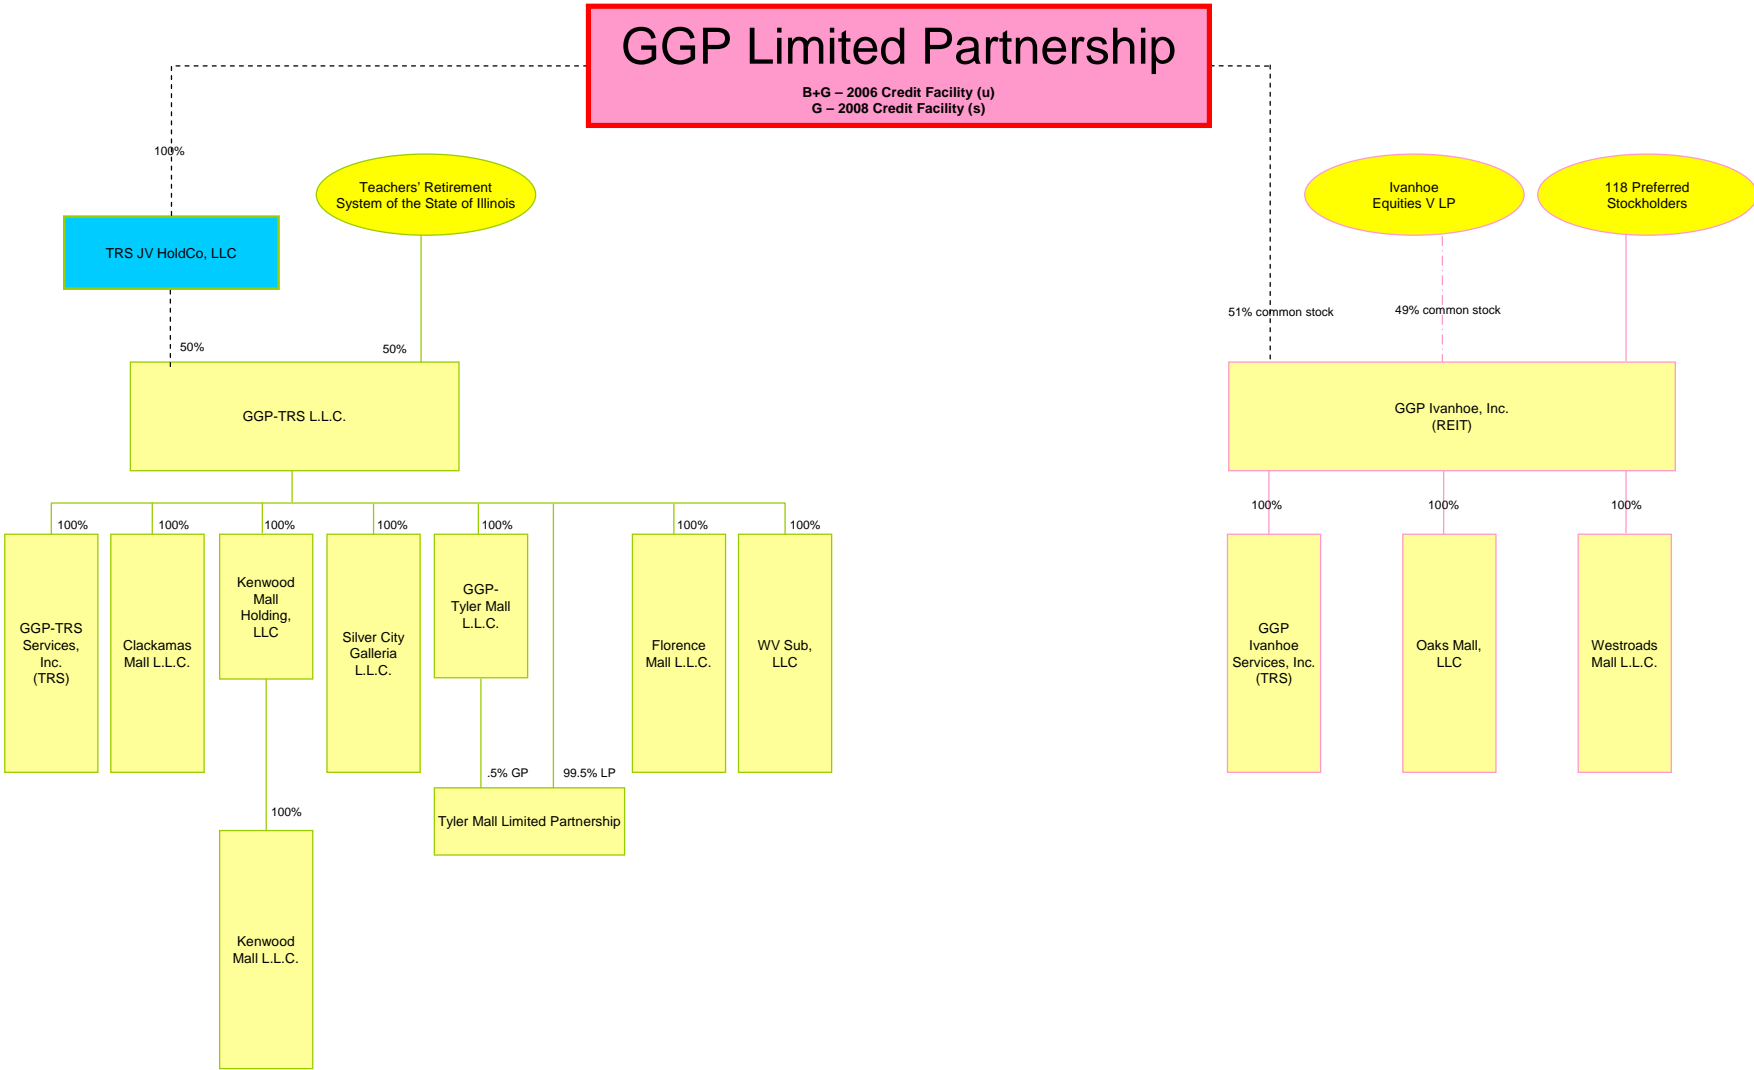 GGP Limited Partnership
B+G – 2006 Credit Facility (u)
G – 2008 Credit Facility (s)
100%
Teachers' Retirement
System of the State of Illinois
Ivanhoe
Equities V LP
118 Preferred
Stockholders
TRS JV HoldCo, LLC
51% common stock
49% common stock
50%
50%
GGP-TRS L.L.C.
GGP Ivanhoe, Inc.
(REIT)
100%
100%
100%
100%
100%
100%
100%
100%
100%
100%
GGP-TRS
Services,
Inc.
(TRS)
Clackamas
Mall L.L.C.
Kenwood
Mall
Holding,
LLC
Silver City
Galleria
L.L.C.
GGP-
Tyler Mall
L.L.C.
Florence
Mall L.L.C.
WV Sub,
LLC
GGP
Ivanhoe
Services, Inc.
(TRS)
Oaks Mall,
LLC
Westroads
Mall L.L.C.
.5% GP
99.5% LP
100%
Tyler Mall Limited Partnership
Kenwood
Mall L.L.C.